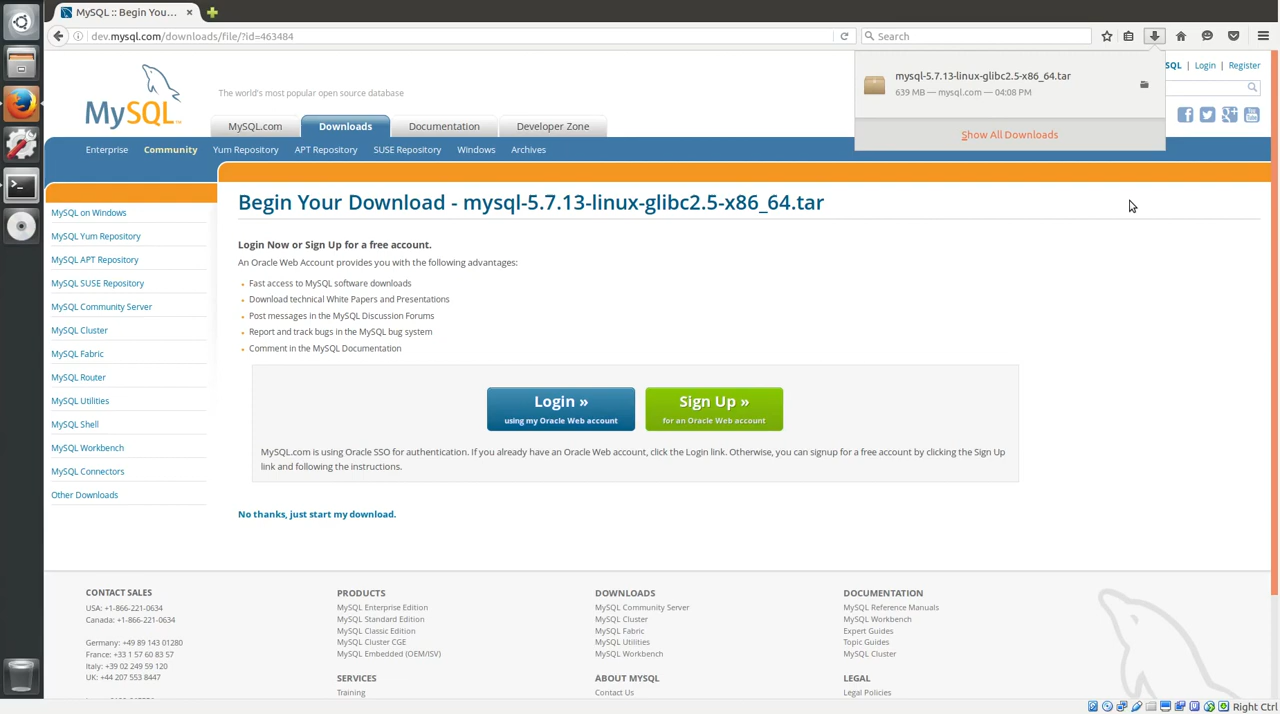 MySQL :: Begin You...
dev.mysql.com/downloads/file/?id=463484
Search
mysql-5.7.13-linux-glibc2.5-x86_64.tar
639 MB — mysql.com — 04:08 PM
Show All Downloads
SQL | Login | Register
MySQL
The world's most popular open source database
MySQL.com
Downloads
Documentation
Developer Zone
Enterprise
Community
Yum Repository
APT Repository
SUSE Repository
Windows
Archives
MySQL on Windows
MySQL Yum Repository
MySQL APT Repository
MySQL SUSE Repository
MySQL Community Server
MySQL Cluster
MySQL Fabric
MySQL Router
MySQL Utilities
MySQL Shell
MySQL Workbench
MySQL Connectors
Other Downloads
Begin Your Download - mysql-5.7.13-linux-glibc2.5-x86_64.tar
Login Now or Sign Up for a free account.
An Oracle Web Account provides you with the following advantages:
Fast access to MySQL software downloads
Download technical White Papers and Presentations
Post messages in the MySQL Discussion Forums
Report and track bugs in the MySQL bug system
Comment in the MySQL Documentation
Login »
using my Oracle Web account
Sign Up »
for an Oracle Web account
MySQL.com is using Oracle SSO for authentication. If you already have an Oracle Web account, click the Login link. Otherwise, you can signup for a free account by clicking the Sign Up
link and following the instructions.
No thanks, just start my download.
CONTACT SALES
USA: +1-866-221-0634
Canada: +1-866-221-0634
Germany: +49 89 143 01280
France: +33 1 57 60 83 57
Italy: +39 02 249 59 120
UK: +44 207 553 8447
PRODUCTS
MySQL Enterprise Edition
MySQL Standard Edition
MySQL Classic Edition
MySQL Cluster CGE
MySQL Embedded (OEM/ISV)
SERVICES
Training
DOWNLOADS
MySQL Community Server
MySQL Cluster
MySQL Fabric
MySQL Utilities
MySQL Workbench
ABOUT MYSQL
Contact Us
DOCUMENTATION
MySQL Reference Manuals
MySQL Workbench
Expert Guides
Topic Guides
MySQL Cluster
LEGAL
Legal Policies
Right Ctrl